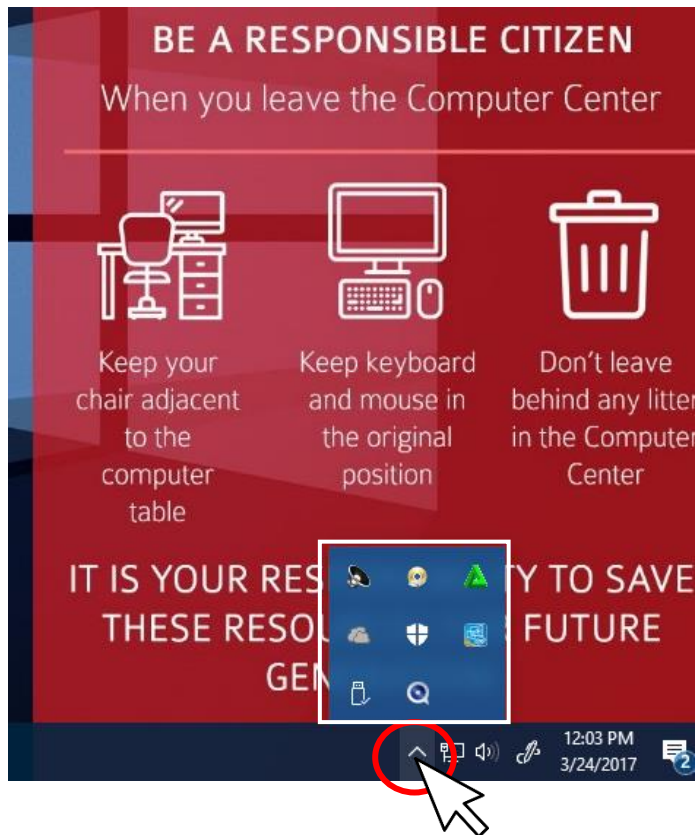 BE A RESPONSIBLE CITIZEN
When you leave the Computer Center
Keep your
chair adjacent
to the
computer
table
Keep keyboard
and mouse in
the original
position
Don't leave
behind any litter
in the Computer
Center
IT IS YOUR RES TY TO SAVE
THESE RESOU FUTURE
GEN
12:03 PM
3/24/2017
2